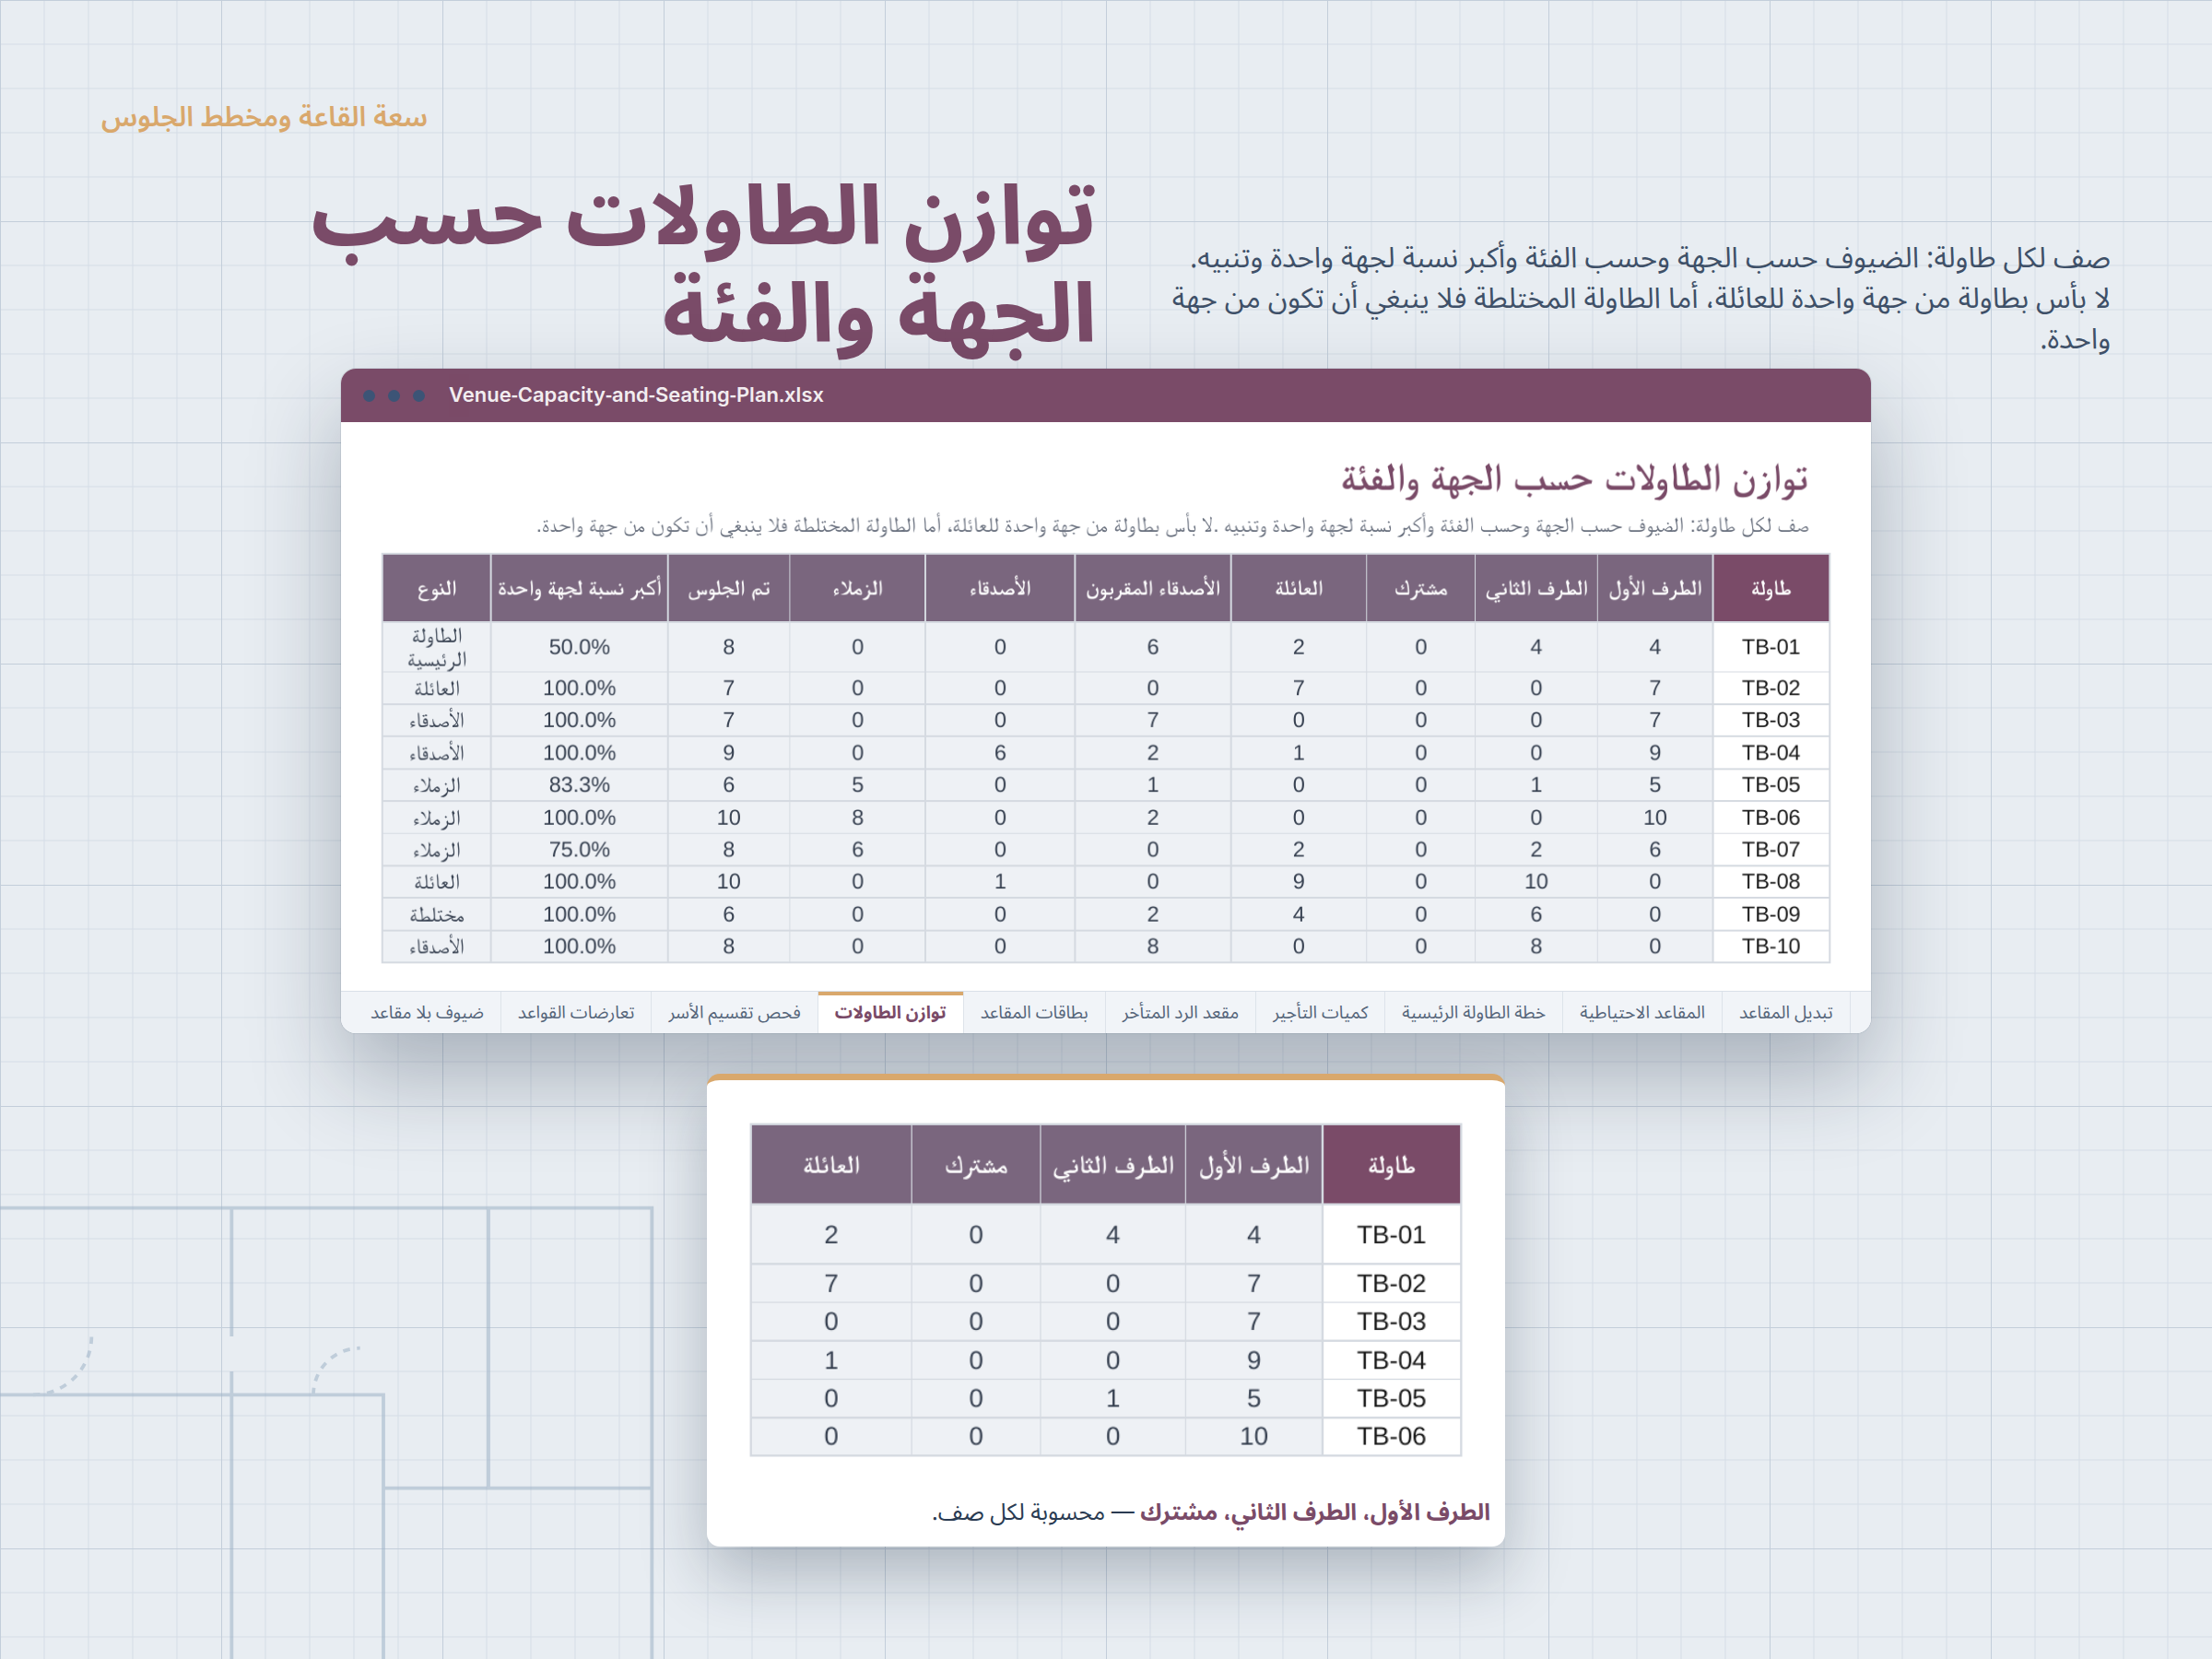 سعة القاعة ومخطط الجلوس
توازن الطاولات حسب
الجهة والفئة
صف لكل طاولة: الضيوف حسب الجهة وحسب الفئة وأكبر نسبة لجهة واحدة وتنبيه.
لا بأس بطاولة من جهة واحدة للعائلة، أما الطاولة المختلطة فلا ينبغي أن تكون من جهة
واحدة.
Venue-Capacity-and-Seating-Plan.xlsx
توازن الطاولات حسب الجهة والفئة
صف لكل طاولة: الضيوف حسب الجهة وحسب الفئة وأكبر نسبة لجهة واحدة وتنبيه .لا بأس بطاولة من جهة واحدة للعائلة، أما الطاولة المختلطة فلا ينبغي أن تكون من جهة واحدة.
طاولة الطرف الأول الطرف الثاني مشترك العائلة الأصدقاء المقربون الأصدقاء الزملاء تم الجلوس أكبر نسبة لجهة واحدة النوع
TB-01 4 4 0 2 6 0 0 8 50.0% الطاولة الرئيسية
TB-02 7 0 0 7 0 0 0 7 100.0% العائلة
TB-03 7 0 0 0 7 0 0 7 100.0% الأصدقاء
TB-04 9 0 0 1 2 6 0 9 100.0% الأصدقاء
TB-05 5 1 0 0 1 0 5 6 83.3% الزملاء
TB-06 10 0 0 0 2 0 8 10 100.0% الزملاء
TB-07 6 2 0 2 0 0 6 8 75.0% الزملاء
TB-08 0 10 0 9 0 1 0 10 100.0% العائلة
TB-09 0 6 0 4 2 0 0 6 100.0% مختلطة
TB-10 0 8 0 0 8 0 0 8 100.0% الأصدقاء
تبديل المقاعد المقاعد الاحتياطية خطة الطاولة الرئيسية كميات التأجير مقعد الرد المتأخر بطاقات المقاعد توازن الطاولات فحص تقسيم الأسر تعارضات القواعد ضيوف بلا مقاعد
طاولة الطرف الأول الطرف الثاني مشترك العائلة
TB-01 4 4 0 2
TB-02 7 0 0 7
TB-03 7 0 0 0
TB-04 9 0 0 1
TB-05 5 1 0 0
TB-06 10 0 0 0
الطرف الأول، الطرف الثاني، مشترك — محسوبة لكل صف.